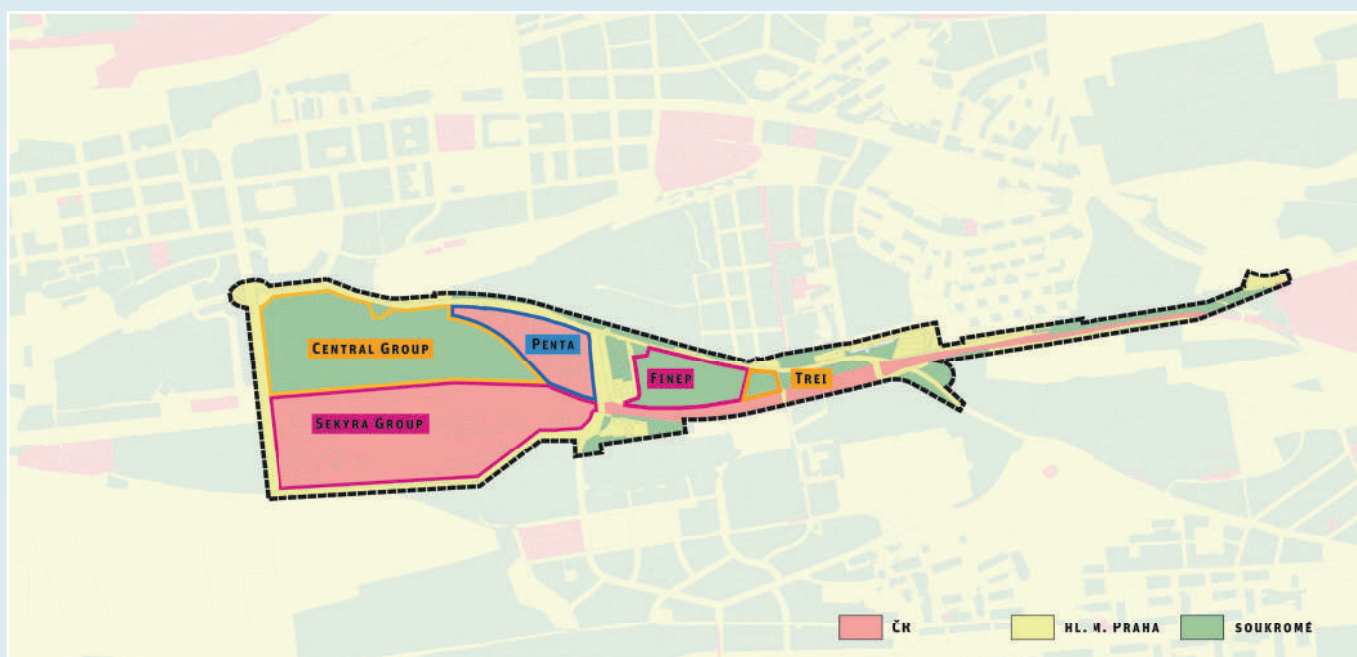 CENTRAL GROUP
PENTA
FINEP
TREI
SEKYRA GROUP
ČR
HL. M. PRAHA
SOUKROMÉ